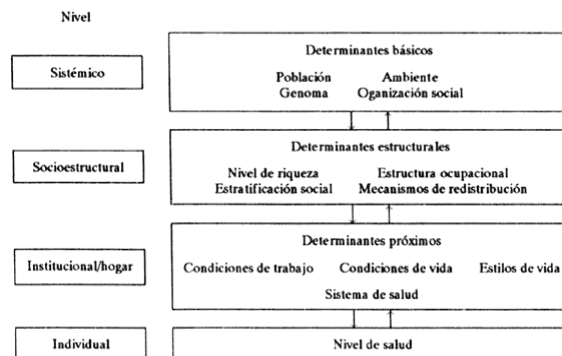 Nivel
Determinantes básicos
Sistémico
Población Ambiente
Genoma Oganización social
Determinantes estructurales
Socioestructural
Nivel de riqueza Estructura ocupacional
Estratificación social Mecanismos de redistribución
Determinantes próximos
Institucional/hogar
Condiciones de trabajo Condiciones de vida Estilos de vida
Sistema de salud
Individual
Nivel de salud